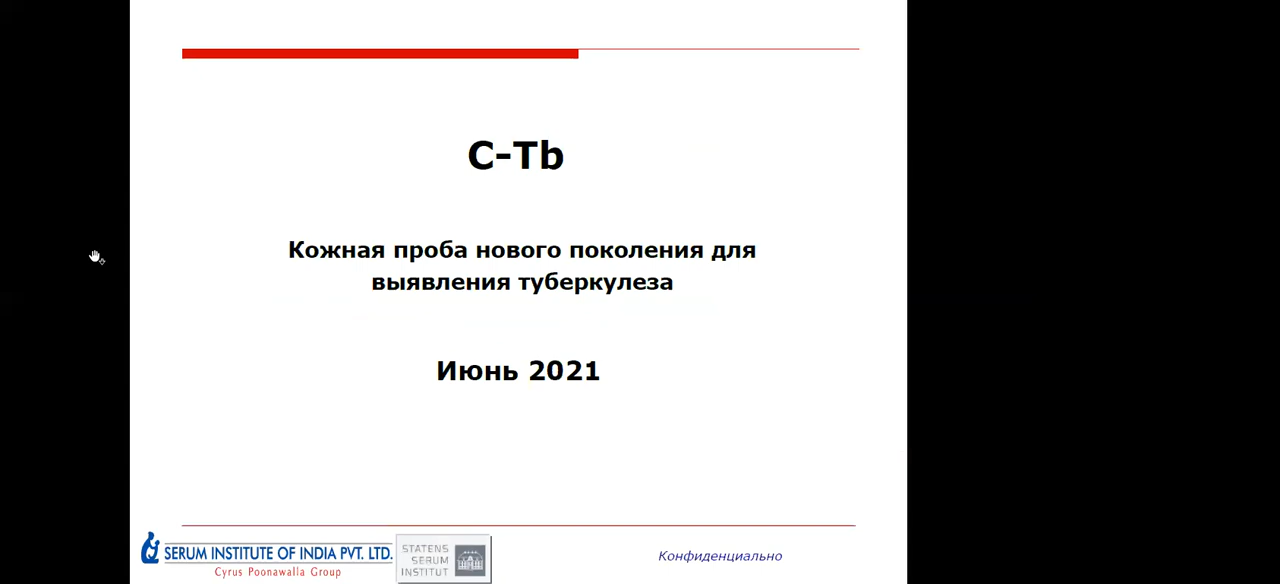 C-Tb
Кожная проба нового поколения для
выявления туберкулеза
Июнь 2021
SERUM INSTITUTE OF INDIA PVT. LTD.
Cyrus Poonawalla Group
STATENS
SERUM
INSTITUT
Конфиденциально